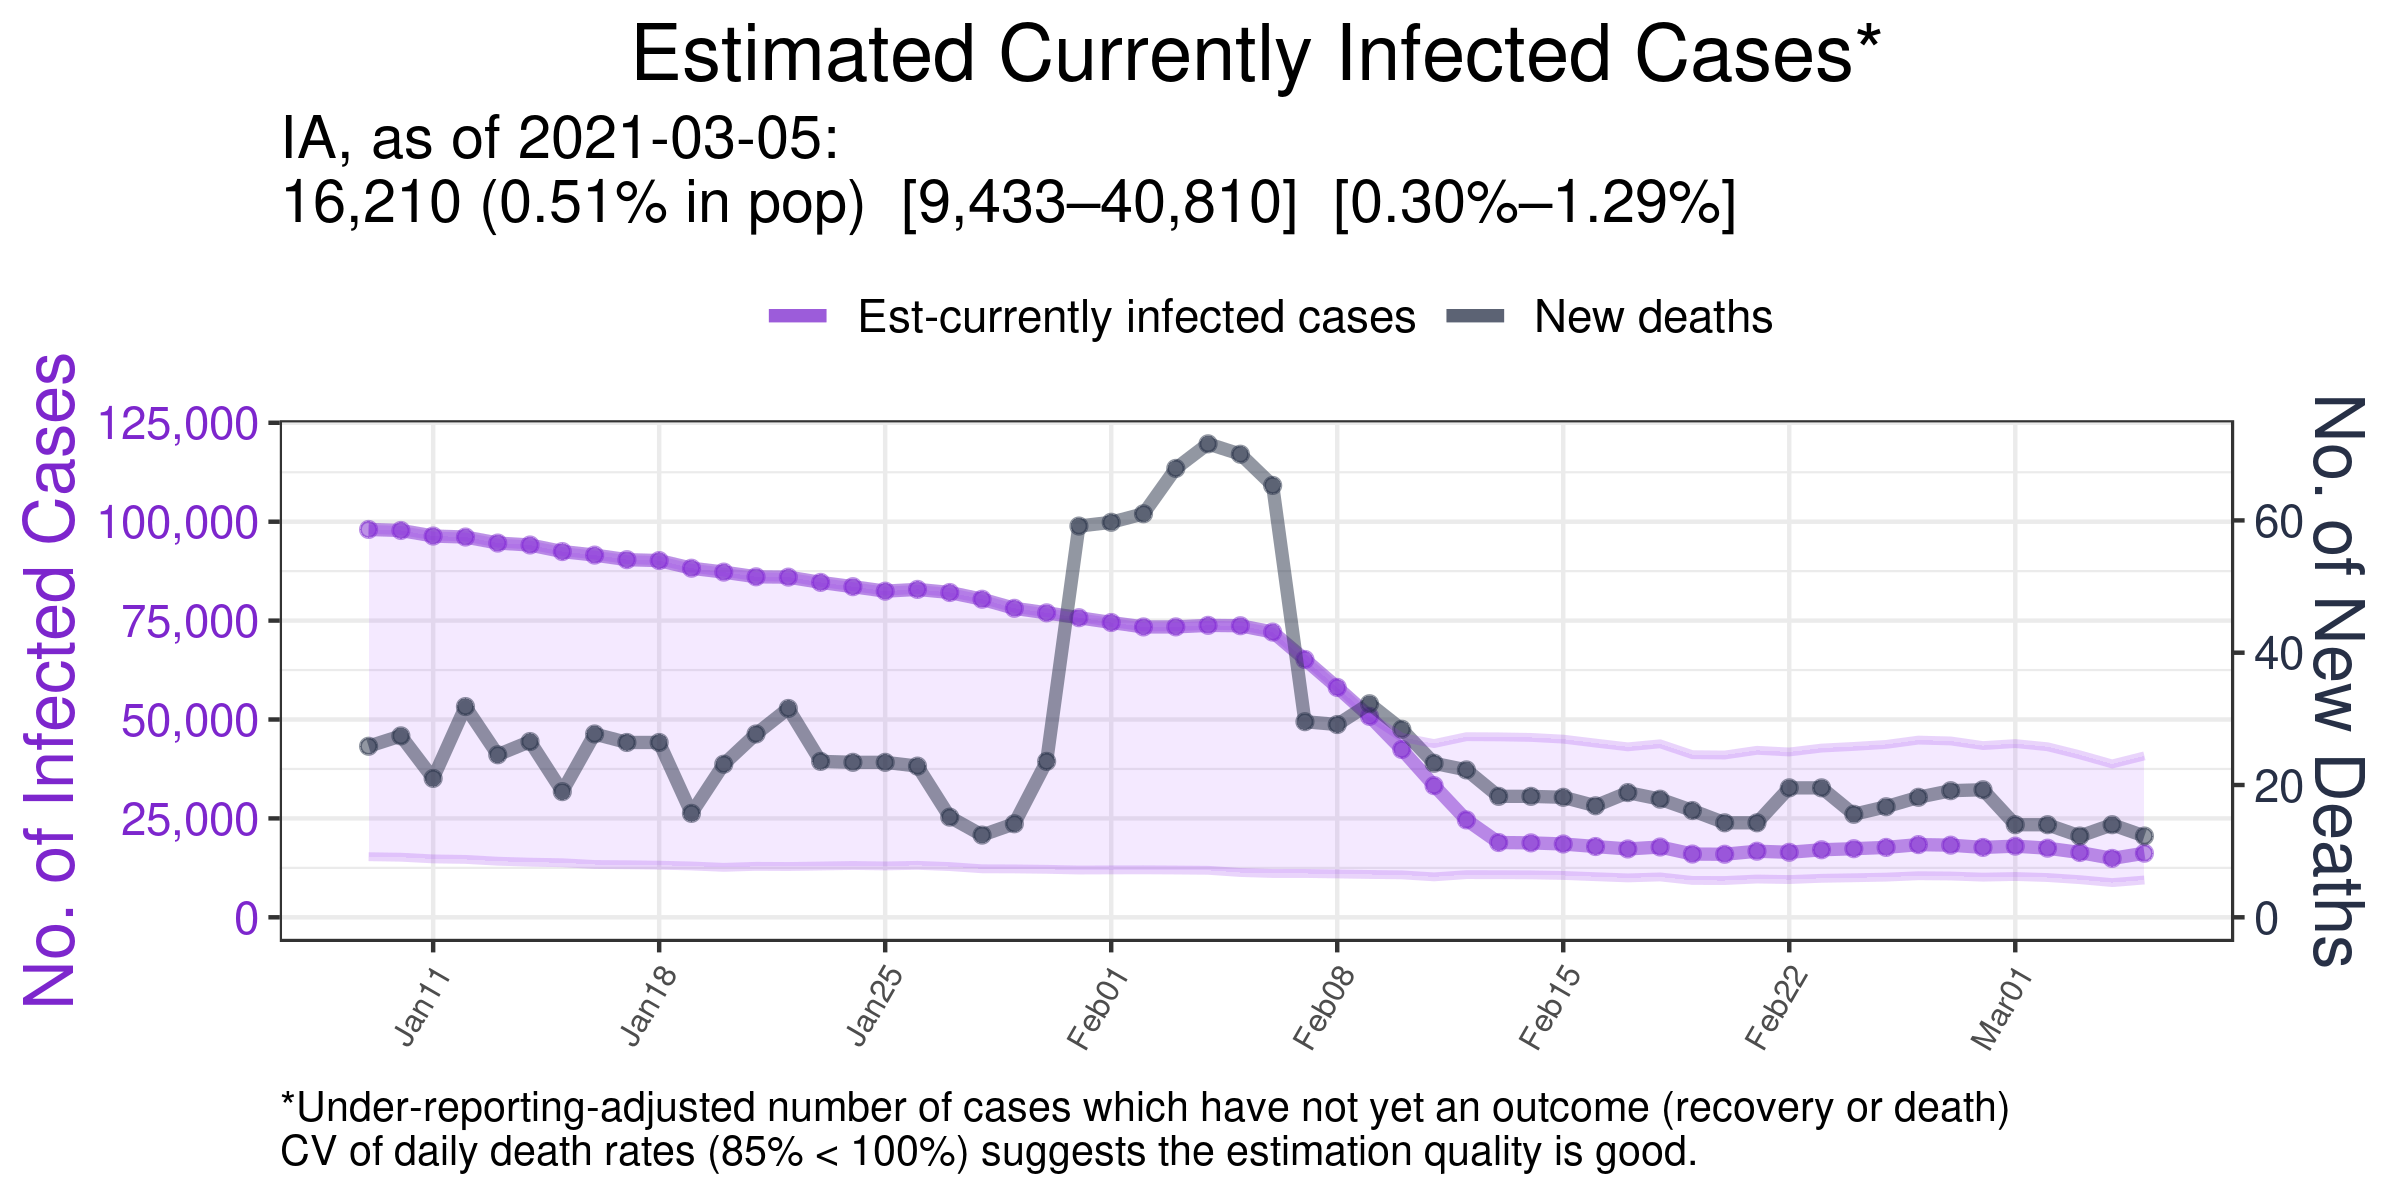 Estimated Currently Infected Cases*
IA, as of 2021-03-05:
16,210 (0.51% in pop) [9,433–40,810] [0.30%–1.29%]
Est-currently infected cases New deaths
No. of Infected Cases
125,000
100,000
75,000
50,000
25,000
0
60
40
20
0
No. of New Deaths
Jan11
Jan18
Jan25
Feb01
Feb08
Feb15
Feb22
Mar01
*Under-reporting-adjusted number of cases which have not yet an outcome (recovery or death)
CV of daily death rates (85% < 100%) suggests the estimation quality is good.